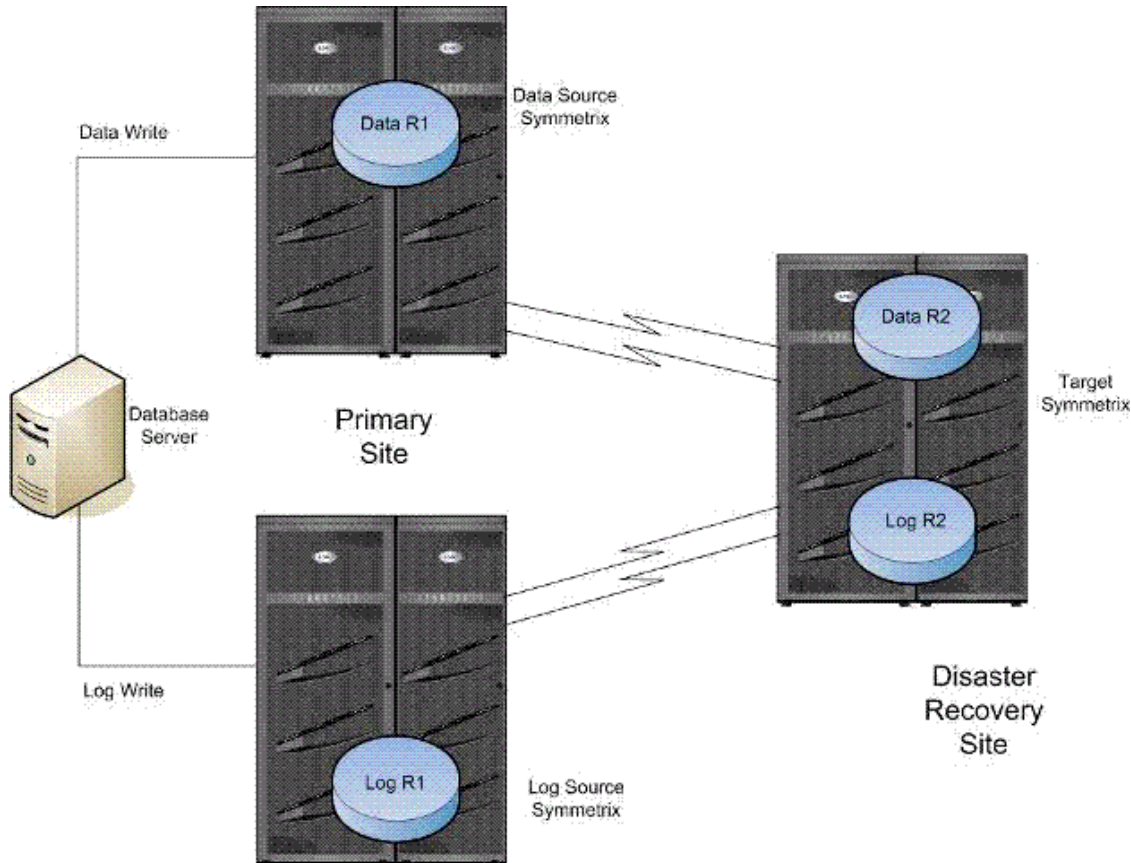 Data Write
Data R1
Data Source
Symmetrix
Data R2
Target
Symmetrix
Database
Server
Primary
Site
Log R2
Log Write
Log R1
Log Source
Symmetrix
Disaster
Recovery
Site